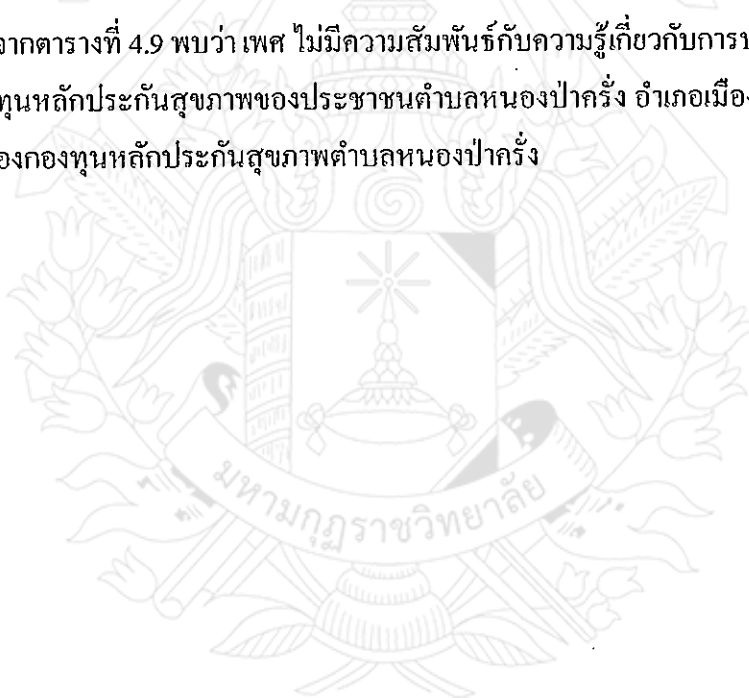 จากตารางที่ 4.9 พบว่า เพศ ไม่มีความสัมพันธ์กับความรู้เกี่ยวกับการบ
ทุนหลักประกันสุขภาพของประชาชนตำบลหนองป่าครั่ง อำเภอเมือง
องกองทุนหลักประกันสุขภาพตำบลหนองป่าครั่ง
มหามกุฏราชวิทยาลัย